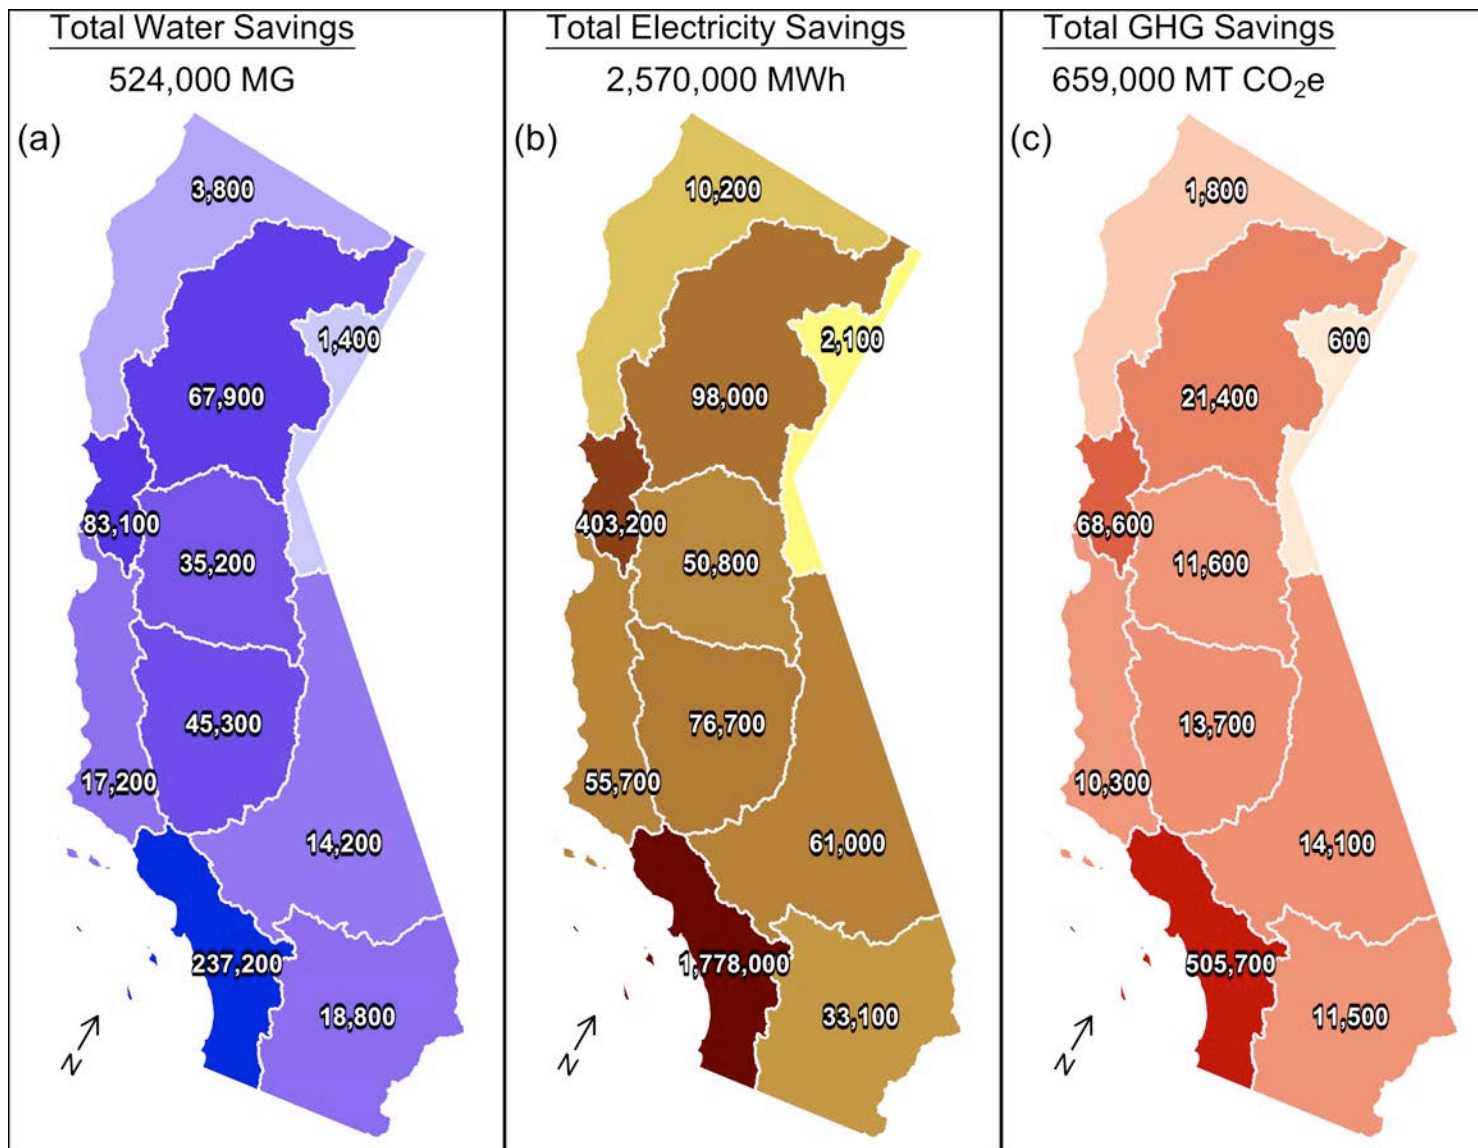 Total Water Savings
524,000 MG
(a)
3,800
1,400
67,900
83,100
35,200
45,300
17,200
14,200
237,200
18,800
N
Total Electricity Savings
2,570,000 MWh
(b)
10,200
2,100
98,000
403,200
50,800
76,700
55,700
61,000
1,778,000
33,100
N
Total GHG Savings
659,000 MT CO₂e
(c)
1,800
600
21,400
68,600
11,600
13,700
10,300
14,100
505,700
11,500
N